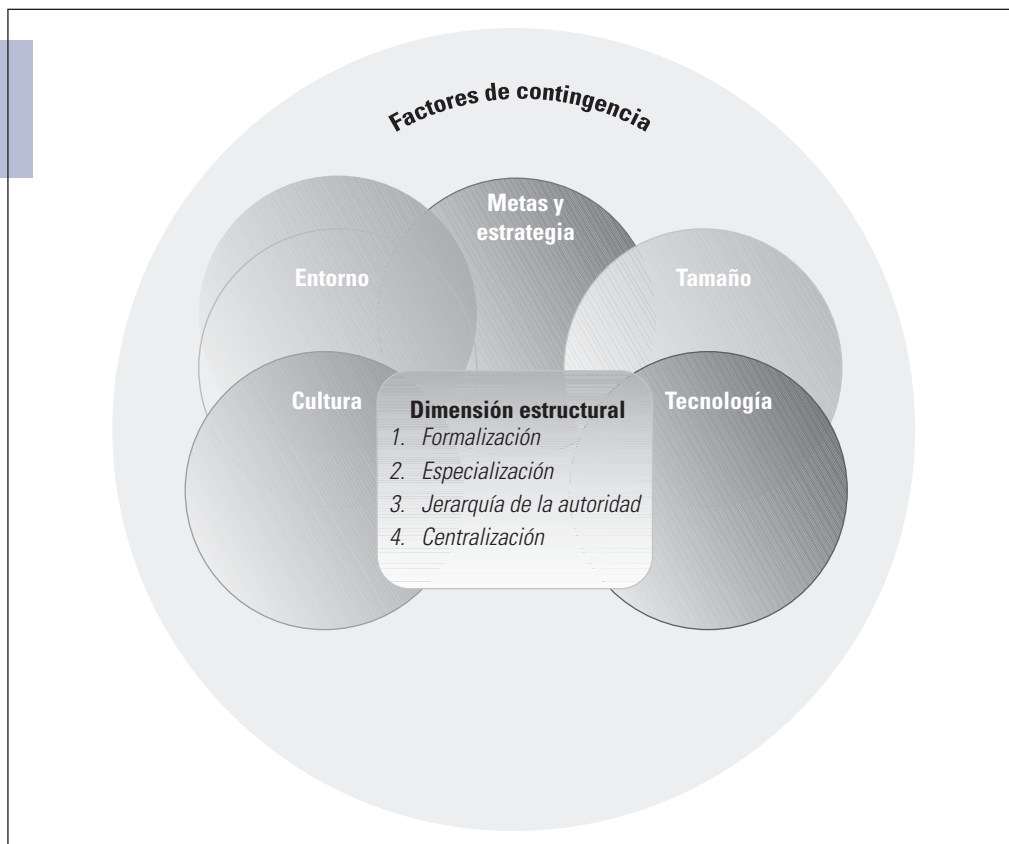 Factores de contingencia
Metas y
estrategia
Entorno
Tamaño
Cultura
Tecnología
Dimensión estructural
1. Formalización
2. Especialización
3. Jerarquía de la autoridad
4. Centralización